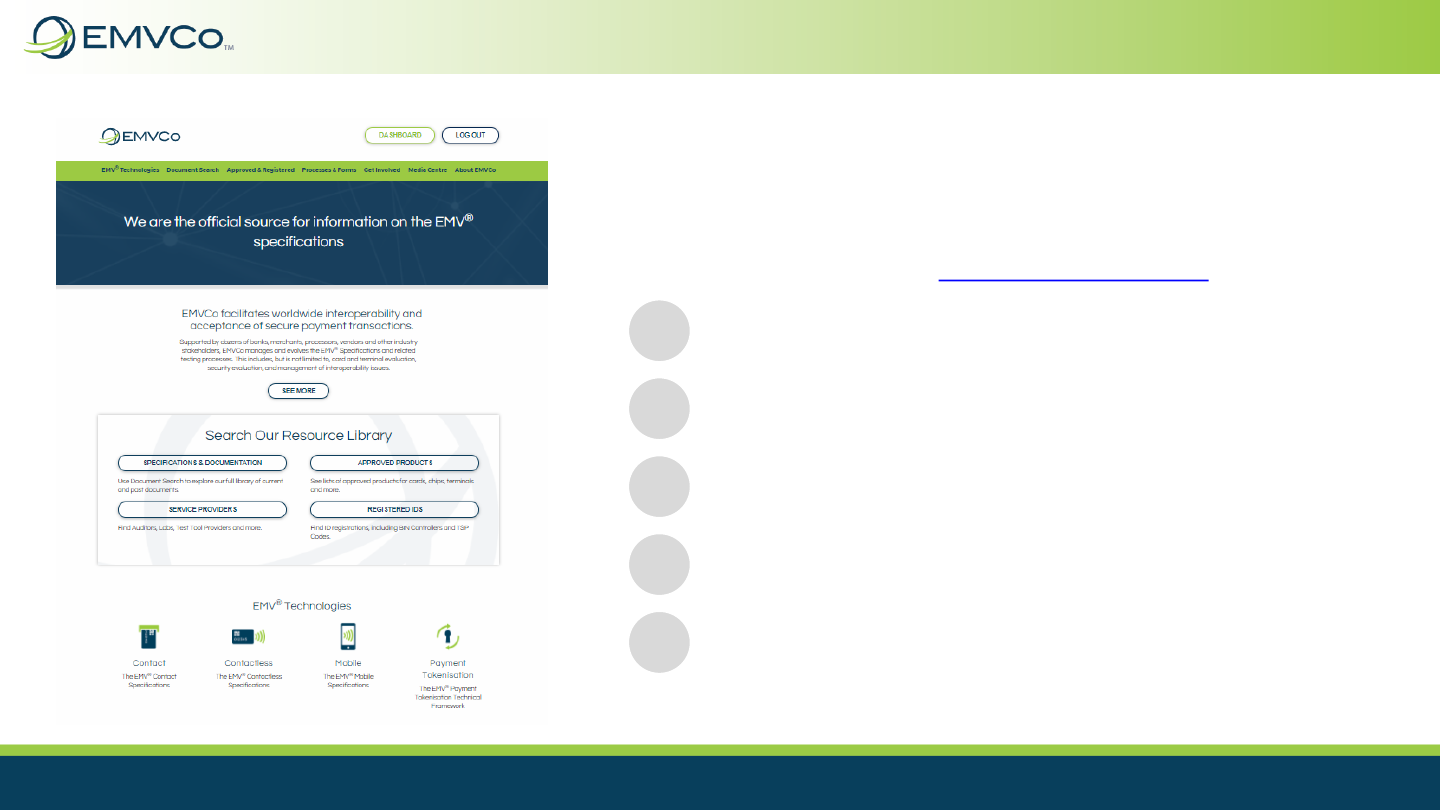 EMVCo™
EMVCo
DASHBOARD
LOG OUT
EMV® Technologies Document Search Approved & Registered Processes & Forms Get Involved Media Centre About EMVCo
We are the official source for information on the EMV®
specifications
EMVCo facilitates worldwide interoperability and
acceptance of secure payment transactions.
Supported by dozens of banks, merchants, processors, vendors and other industry
stakeholders, EMVCo manages and evolves the EMV® Specifications and related
testing processes. This includes, but is not limited to, card and terminal evaluation,
security evaluation, and management of interoperability issues.
SEE MORE
Search Our Resource Library
SPECIFICATIONS & DOCUMENTATION
Use Document Search to explore our full library of current
and past documents.
APPROVED PRODUCTS
See lists of approved products for cards, chips, terminals
and more.
SERVICE PROVIDERS
Find Auditors, Labs, Test Tool Providers and more.
REGISTERED IDS
Find ID registrations, including BIN Controllers and TSP
Codes.
EMV® Technologies
Contact
The EMV® Contact
Specifications
Contactless
The EMV® Contactless
Specifications
Mobile
The EMV® Mobile
Specifications
Payment
Tokenisation
The EMV® Payment
Tokenisation Technical
Framework